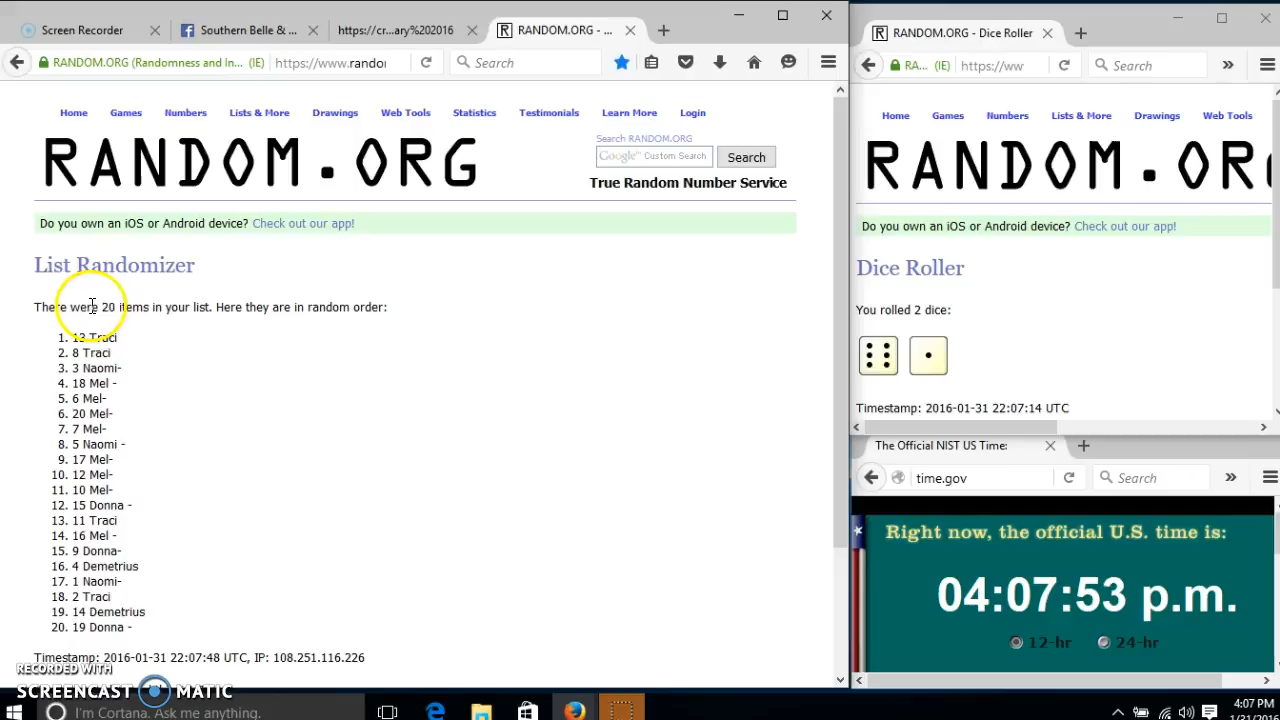 Screen Recorder
Southern Belle & ...
https://cr...ary%202016
RANDOM.ORG - ...
RANDOM.ORG (Randomness and In... (IE)
https://www.rando
Search
Home Games Numbers Lists & More Drawings Web Tools Statistics Testimonials Learn More Login
RANDOM.ORG
Search RANDOM.ORG
Google™ Custom Search
Search
True Random Number Service
Do you own an iOS or Android device? Check out our app!
List Randomizer
There were 20 items in your list. Here they are in random order:
1. 13 Traci
2. 8 Traci
3. 3 Naomi-
4. 18 Mel -
5. 6 Mel-
6. 20 Mel-
7. 7 Mel-
8. 5 Naomi -
9. 17 Mel-
10. 12 Mel-
11. 10 Mel-
12. 15 Donna -
13. 11 Traci
14. 16 Mel -
15. 9 Donna-
16. 4 Demetrius
17. 1 Naomi-
18. 2 Traci
19. 14 Demetrius
20. 19 Donna -
Timestamp: 2016-01-31 22:07:48 UTC, IP: 108.251.116.226
RECORDED WITH
SCREENCAST MATIC
I'm Cortana. Ask me anything.
RANDOM.ORG - Dice Roller
RA... (IE)
https://ww
Search
Home Numbers Games Lists & More Drawings Web Tools
RANDOM.OR
Do you own an iOS or Android device? Check out our app!
Dice Roller
You rolled 2 dice:
Timestamp: 2016-01-31 22:07:14 UTC
The Official NIST US Time:
time.gov
Search
Right now, the official U.S. time is:
04:07:53 p.m.
12-hr 24-hr
4:07 PM
1/31/2016